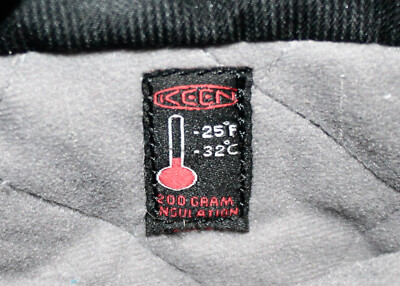 KEEN
-25°F
-32°C
200 GRAM
INSULATION